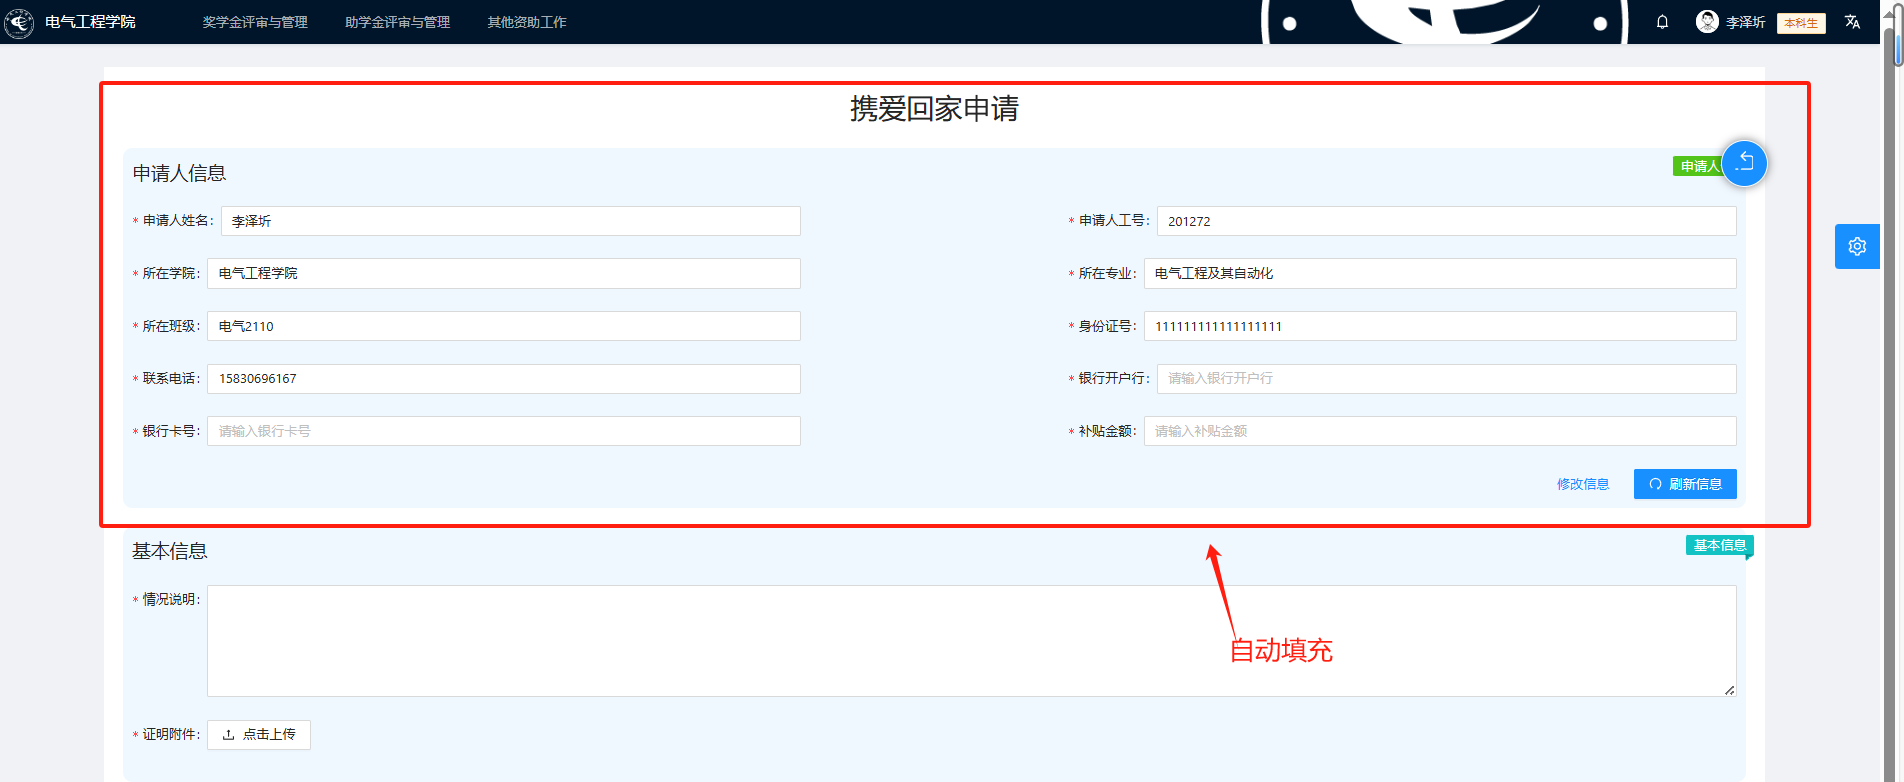 电气工程学院 奖学金评审与管理 助学金评审与管理 其他资助工作 李泽圻 本科生
携爱回家申请
申请人信息 申请人
* 申请人姓名: 李泽圻 * 申请人工号: 201272
* 所在学院: 电气工程学院 * 所在专业: 电气工程及其自动化
* 所在班级: 电气2110 * 身份证号: 111111111111111111
* 联系电话: 15830696167 * 银行开户行: 请输入银行开户行
* 银行卡号: 请输入银行卡号 * 补贴金额: 请输入补贴金额
修改信息 刷新信息
基本信息 基本信息
* 情况说明:
自动填充
* 证明附件: 点击上传